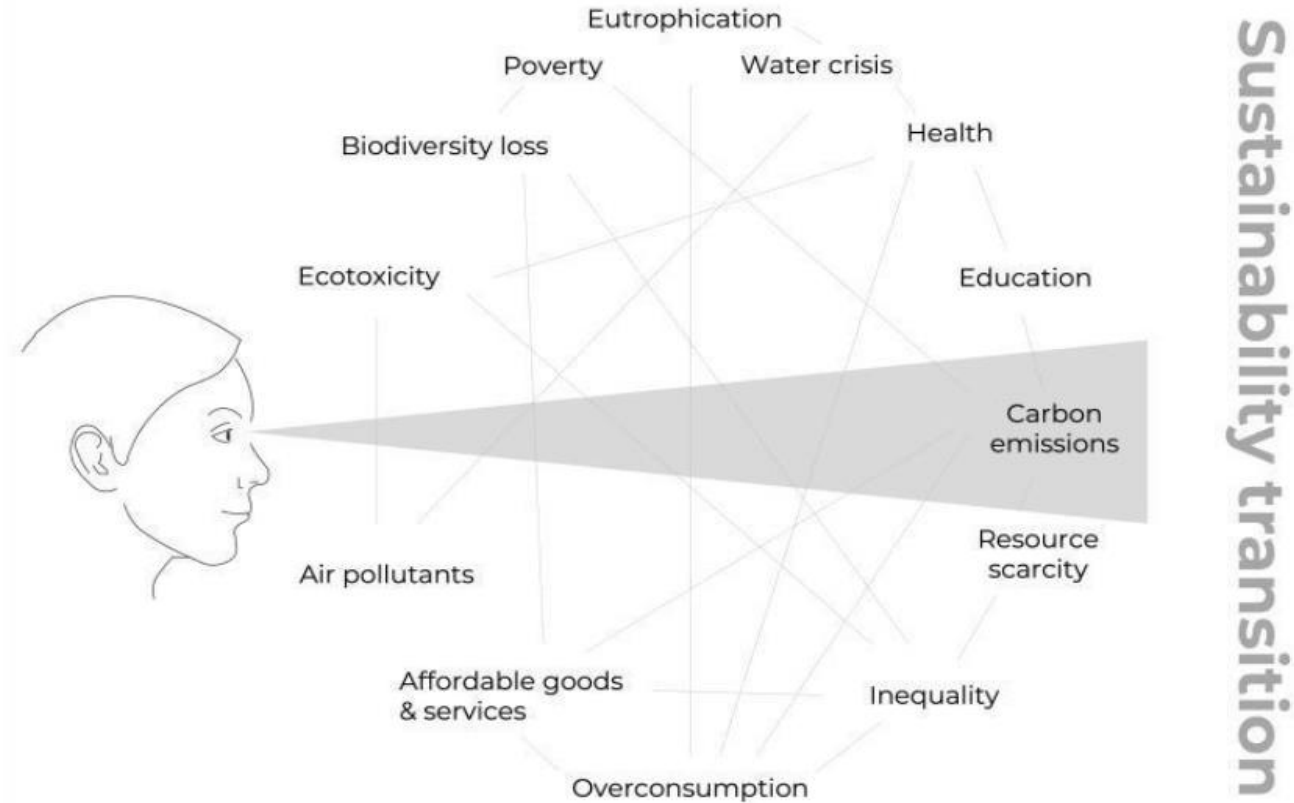 Eutrophication
Poverty
Water crisis
Health
Biodiversity loss
Ecotoxicity
Education
Carbon
emissions
Resource
scarcity
Air pollutants
Affordable goods
& services
Inequality
Overconsumption
Sustainability transition